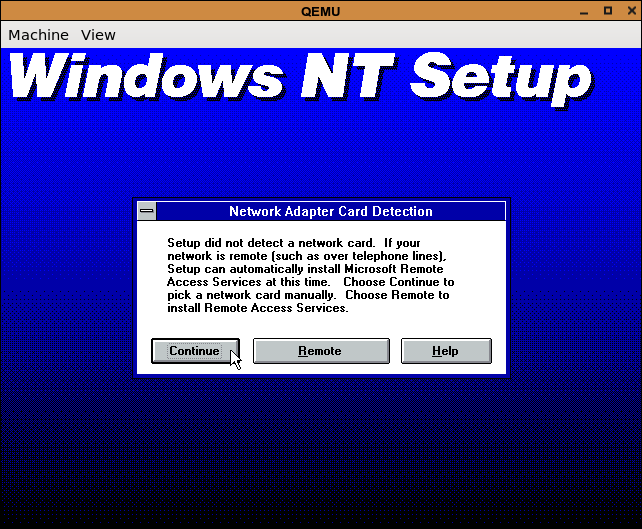 QEMU
Machine View
Windows NT Setup
Network Adapter Card Detection
Setup did not detect a network card. If your
network is remote (such as over telephone lines),
Setup can automatically install Microsoft Remote
Access Services at this time. Choose Continue to
pick a network card manually. Choose Remote to
install Remote Access Services.
Continue Remote Help